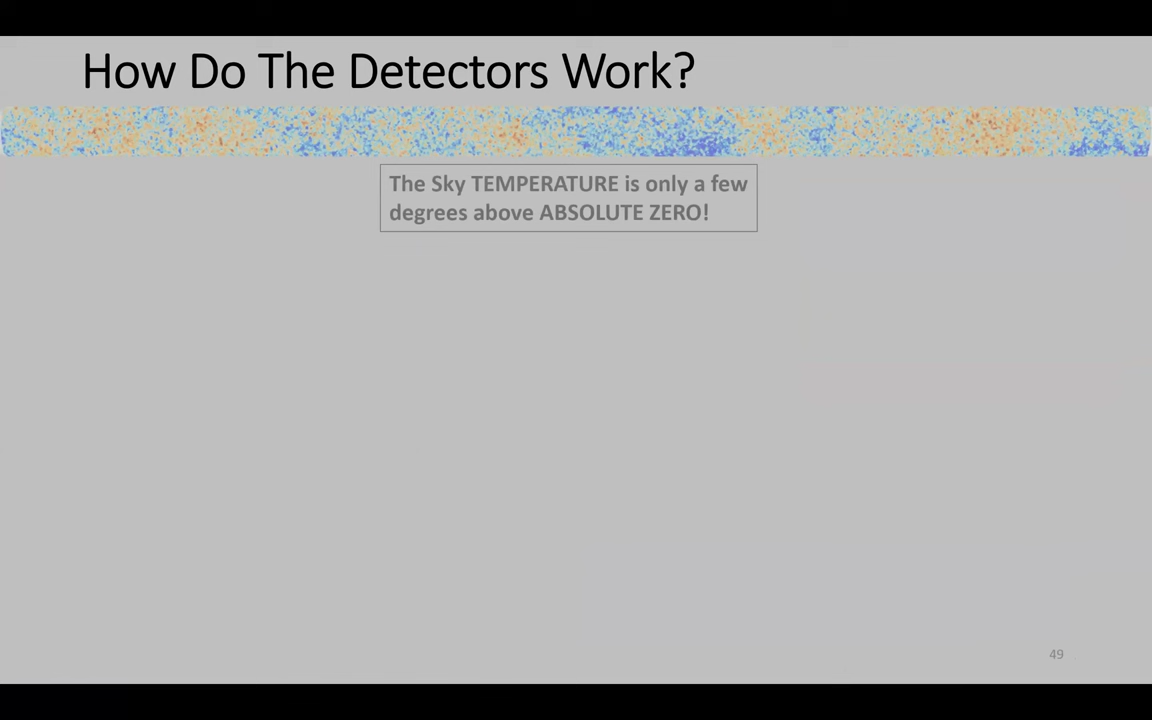 How Do The Detectors Work?
The Sky TEMPERATURE is only a few
degrees above ABSOLUTE ZERO!
49